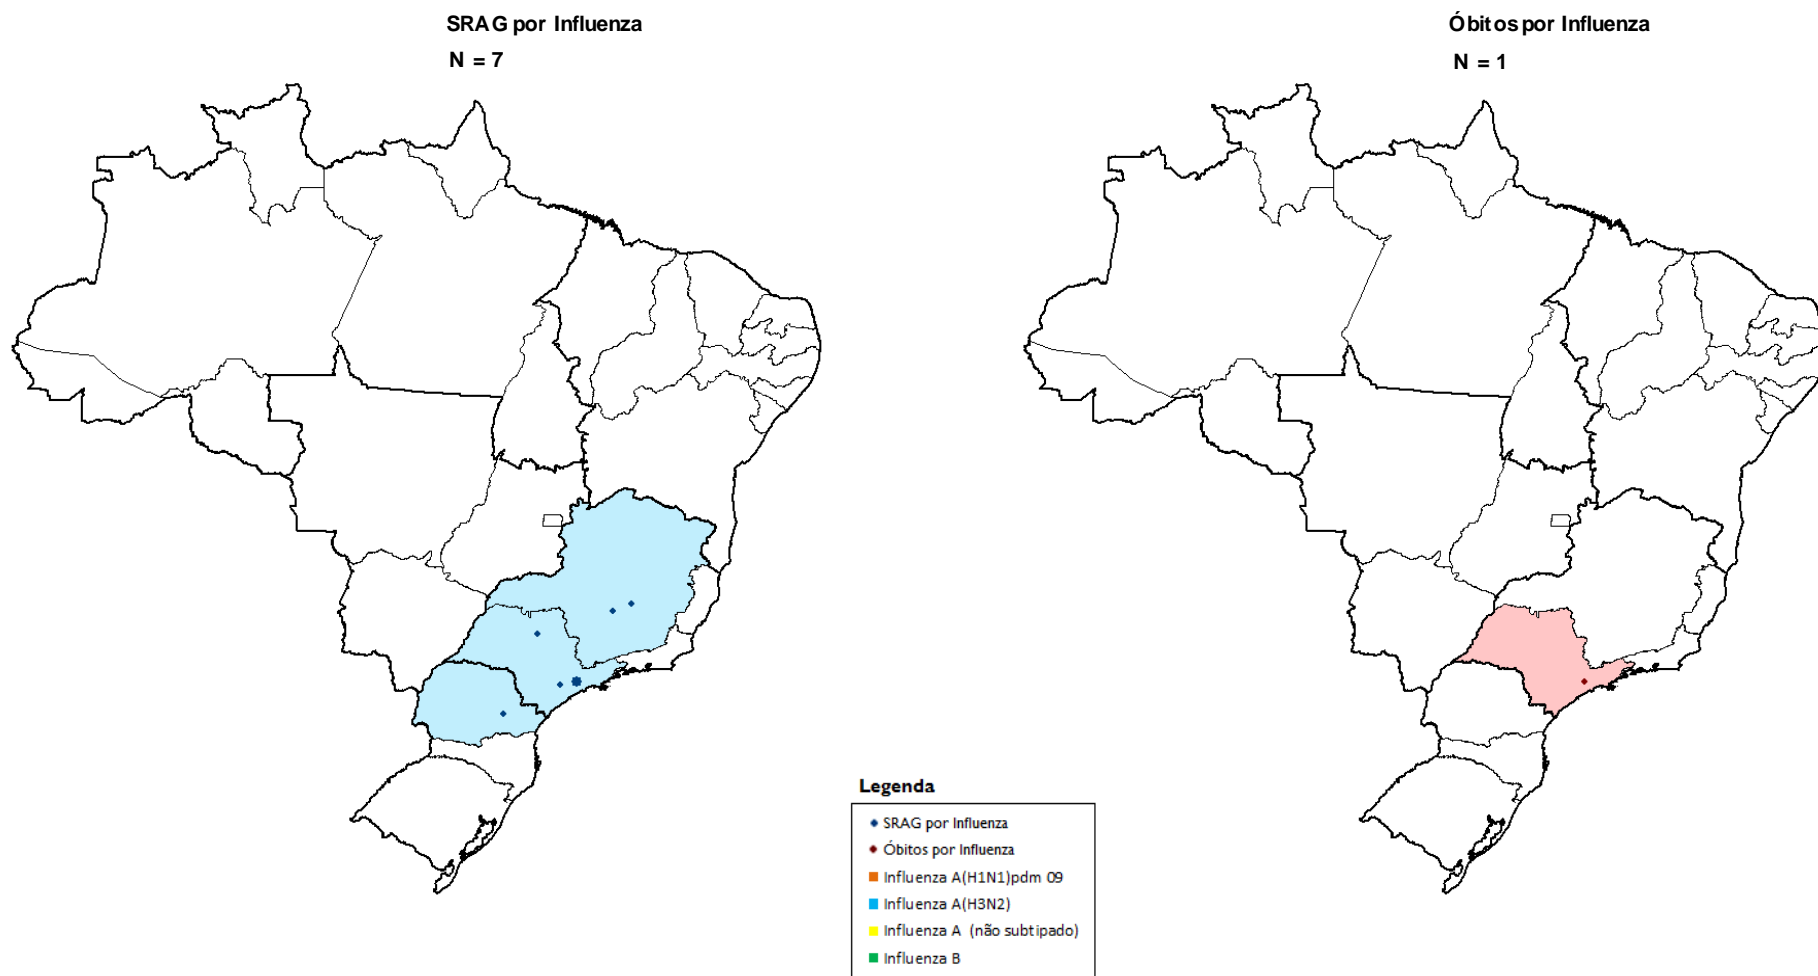 SRAG por Influenza
N = 7
Óbitos por Influenza
N = 1
Legenda
SRAG por Influenza
Óbitos por Influenza
Influenza A(H1N1)pdm 09
Influenza A(H3N2)
Influenza A (não subtipado)
Influenza B